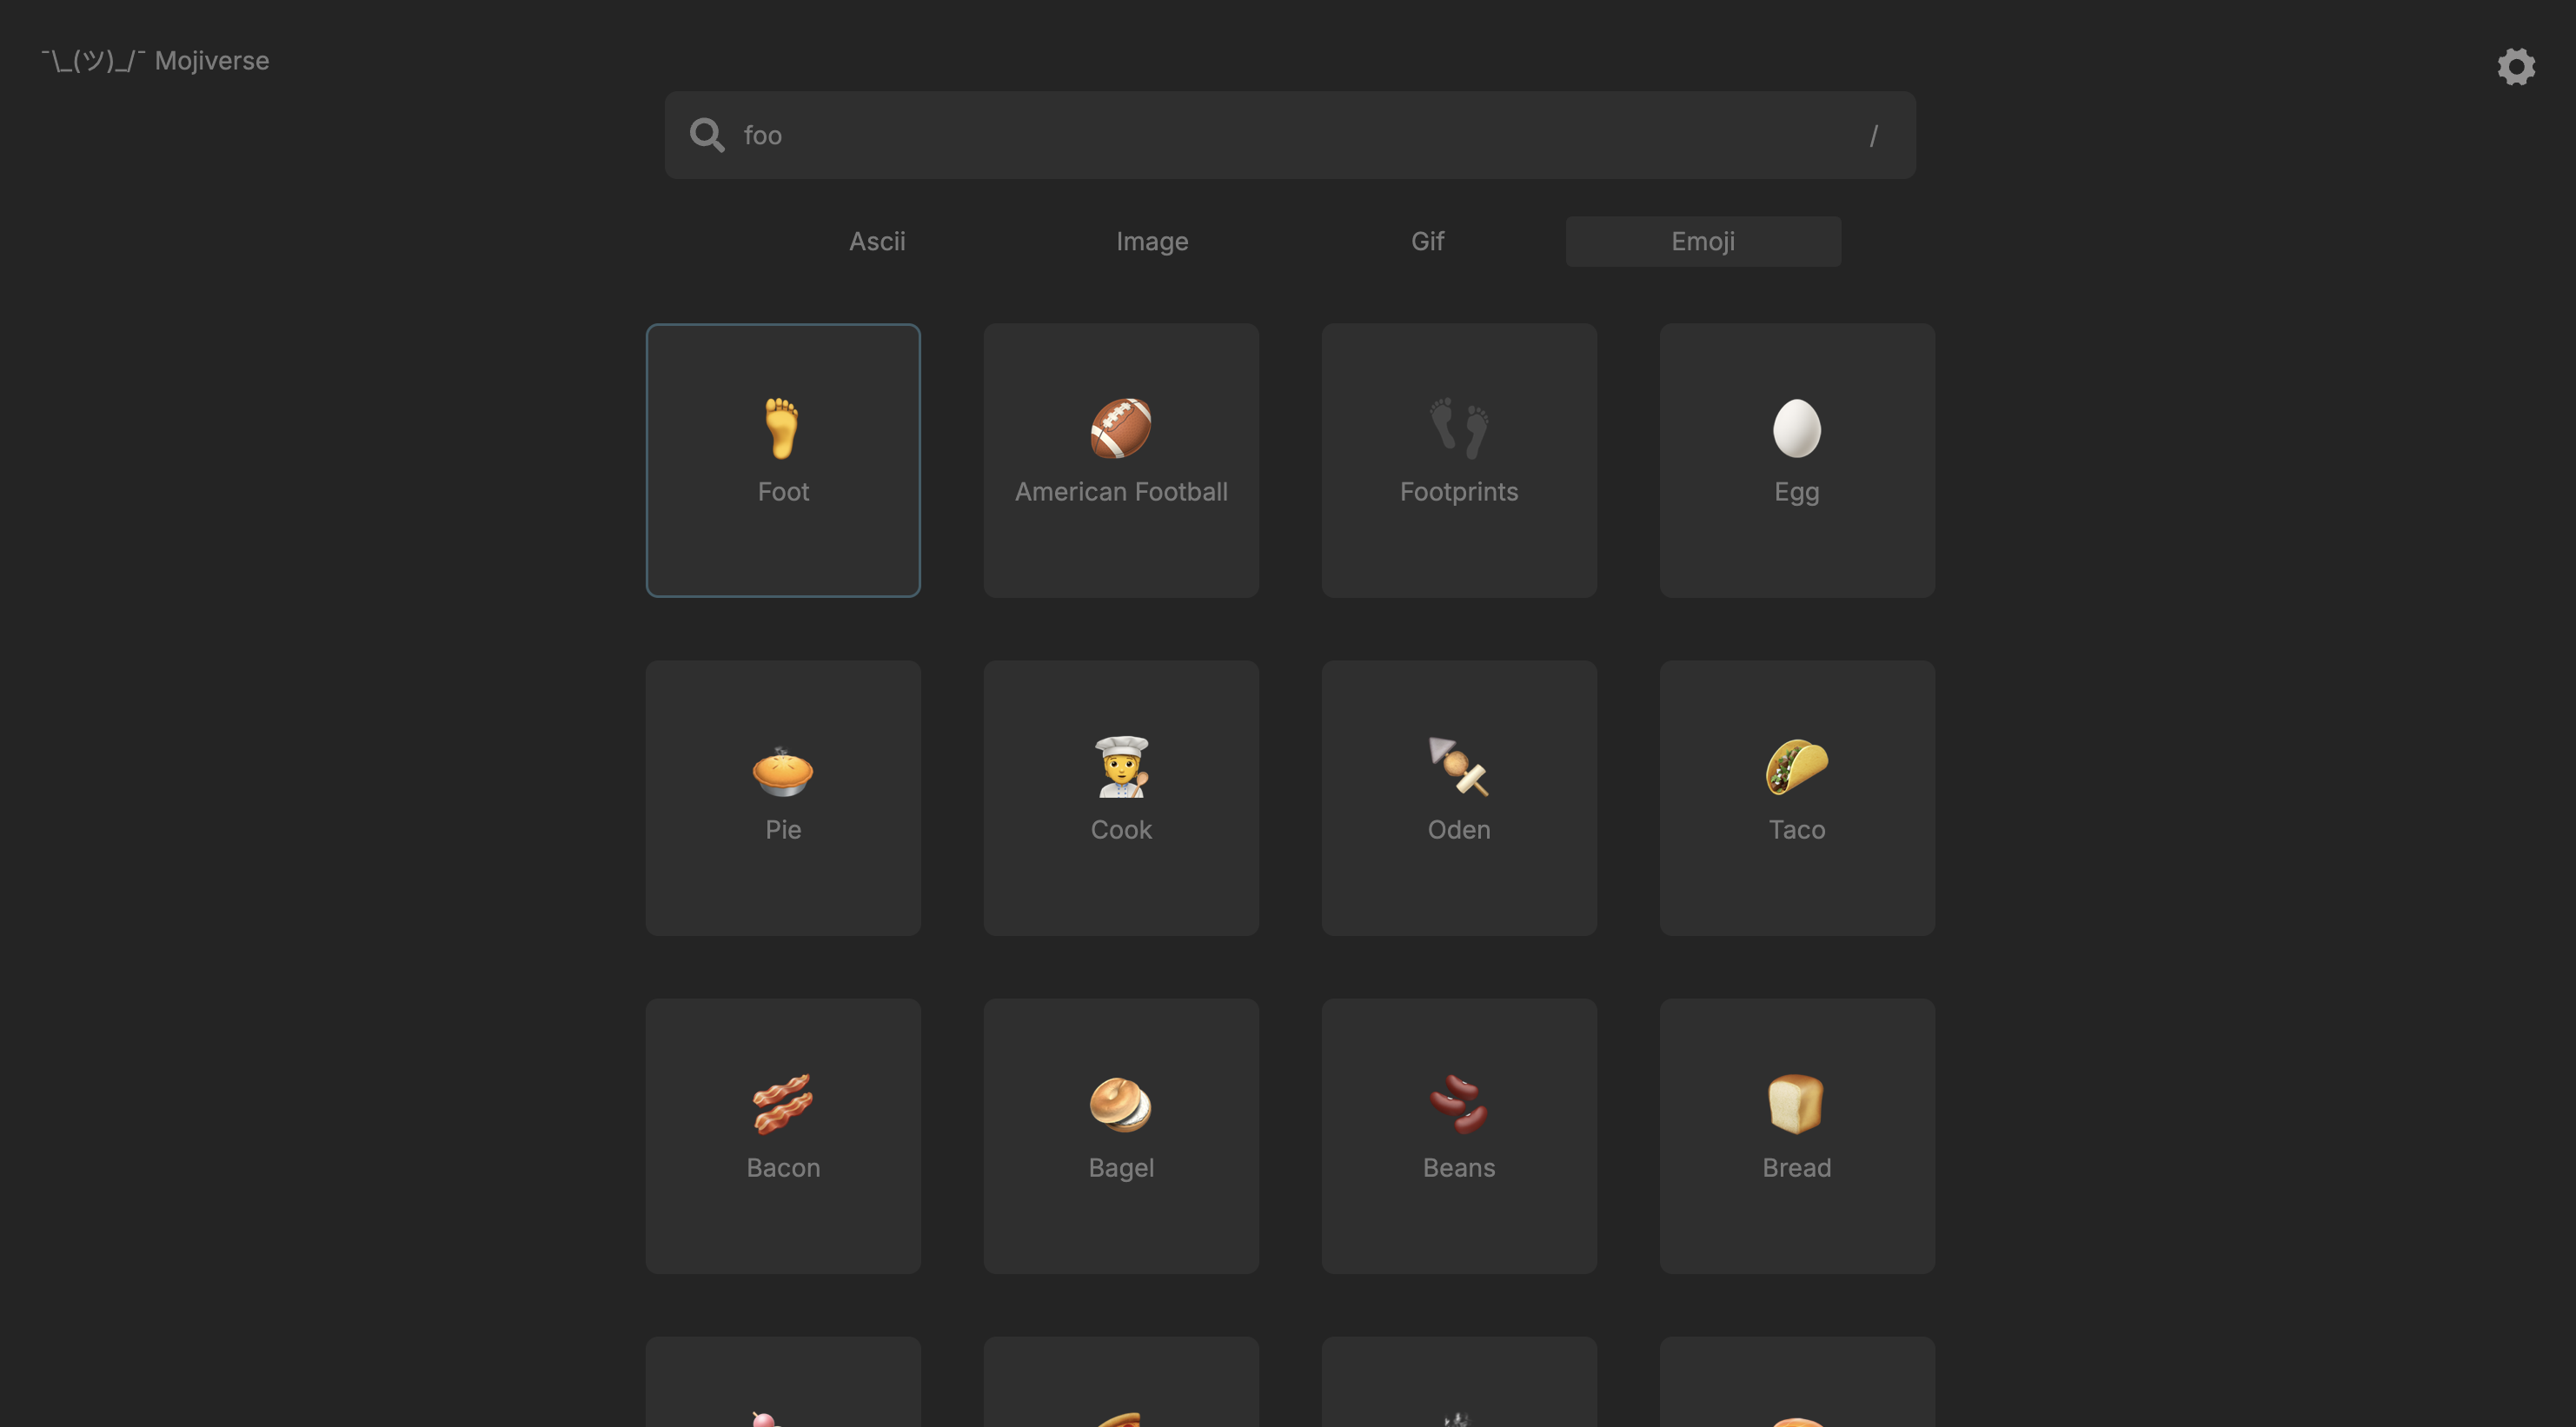 ¯\_(ツ)_/¯ Mojiverse
foo /
Ascii Image Gif Emoji
Foot American Football Footprints Egg
Pie Cook Oden Taco
Bacon Bagel Beans Bread